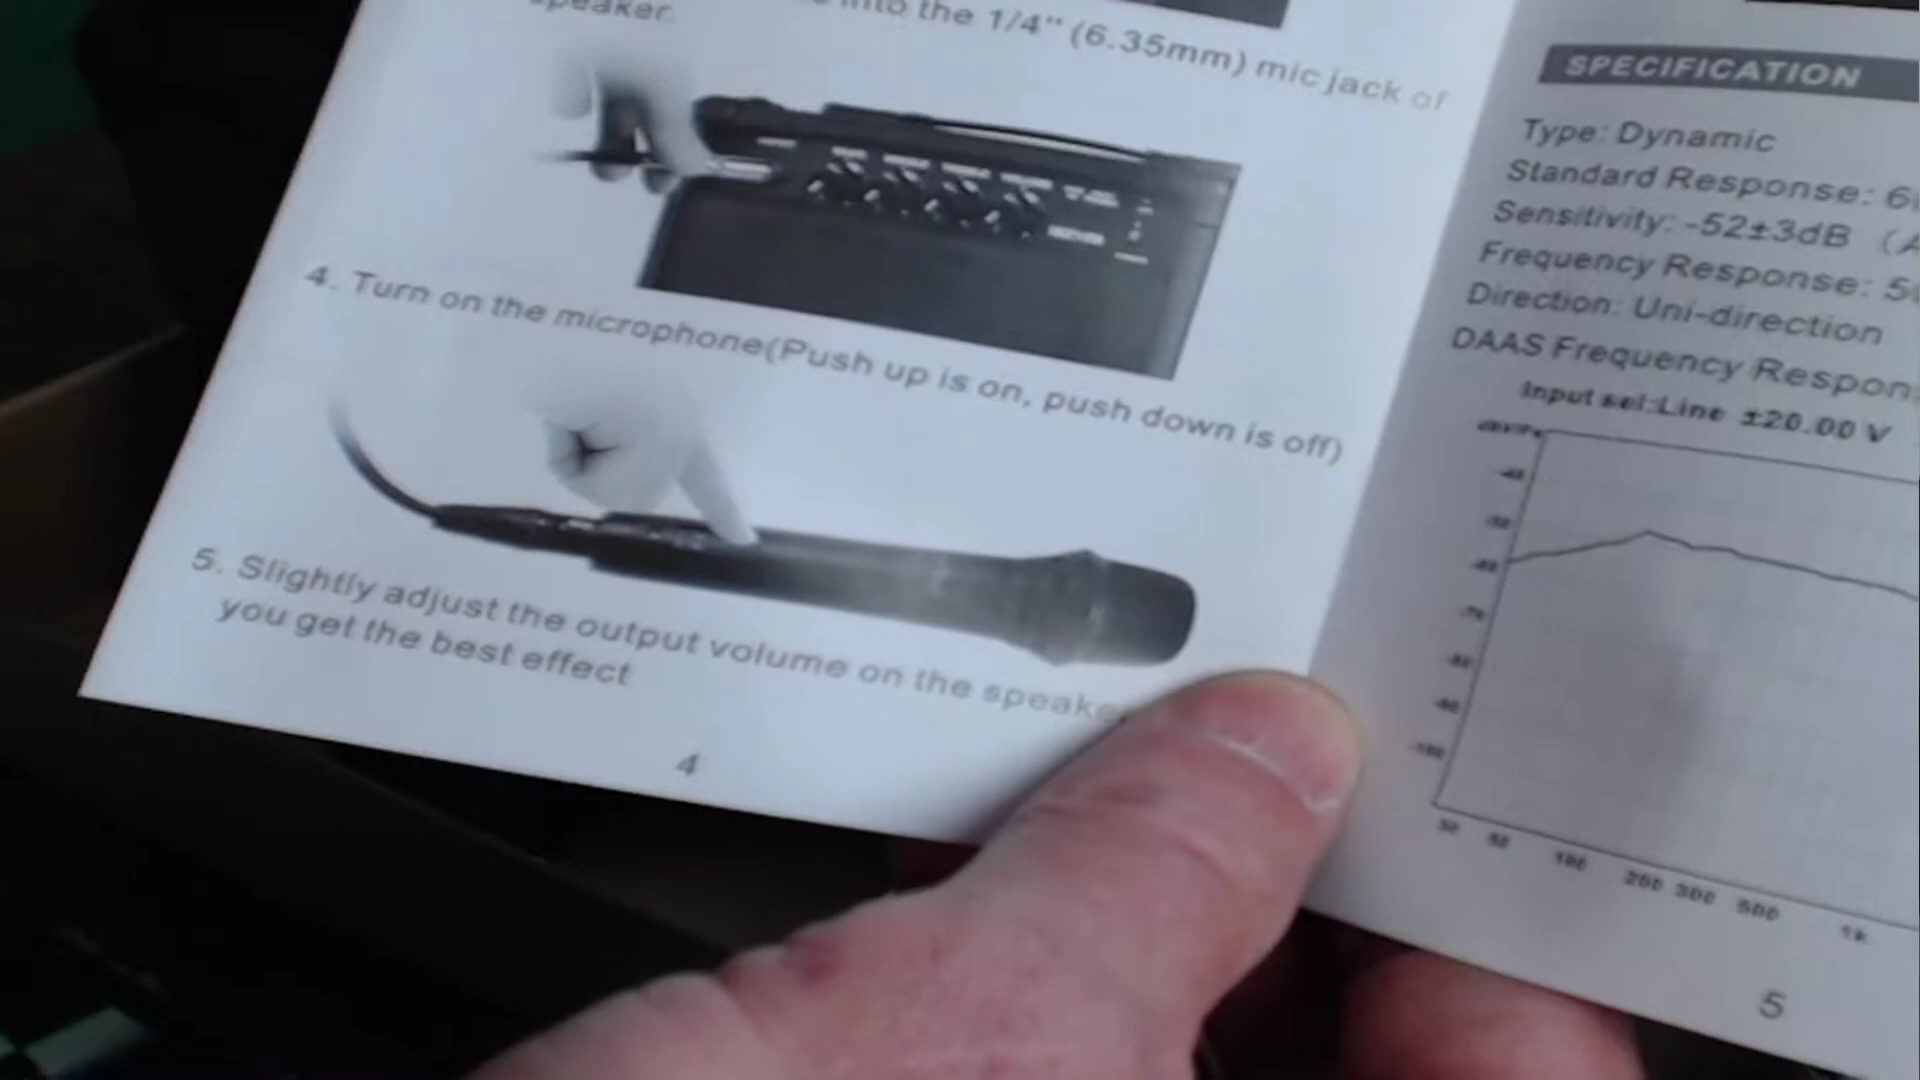 into the 1/4" (6.35mm) mic jack of
speaker.
4. Turn on the microphone(Push up is on, push down is off)
5. Slightly adjust the output volume on the speaker
you get the best effect
4
SPECIFICATION
Type: Dynamic
Standard Response:
Sensitivity: -52±3dB
Frequency Response:
Direction: Uni-direction
DAAS Frequency
Input sel:Line ±20.00 V
100 200 300 500 1k
5